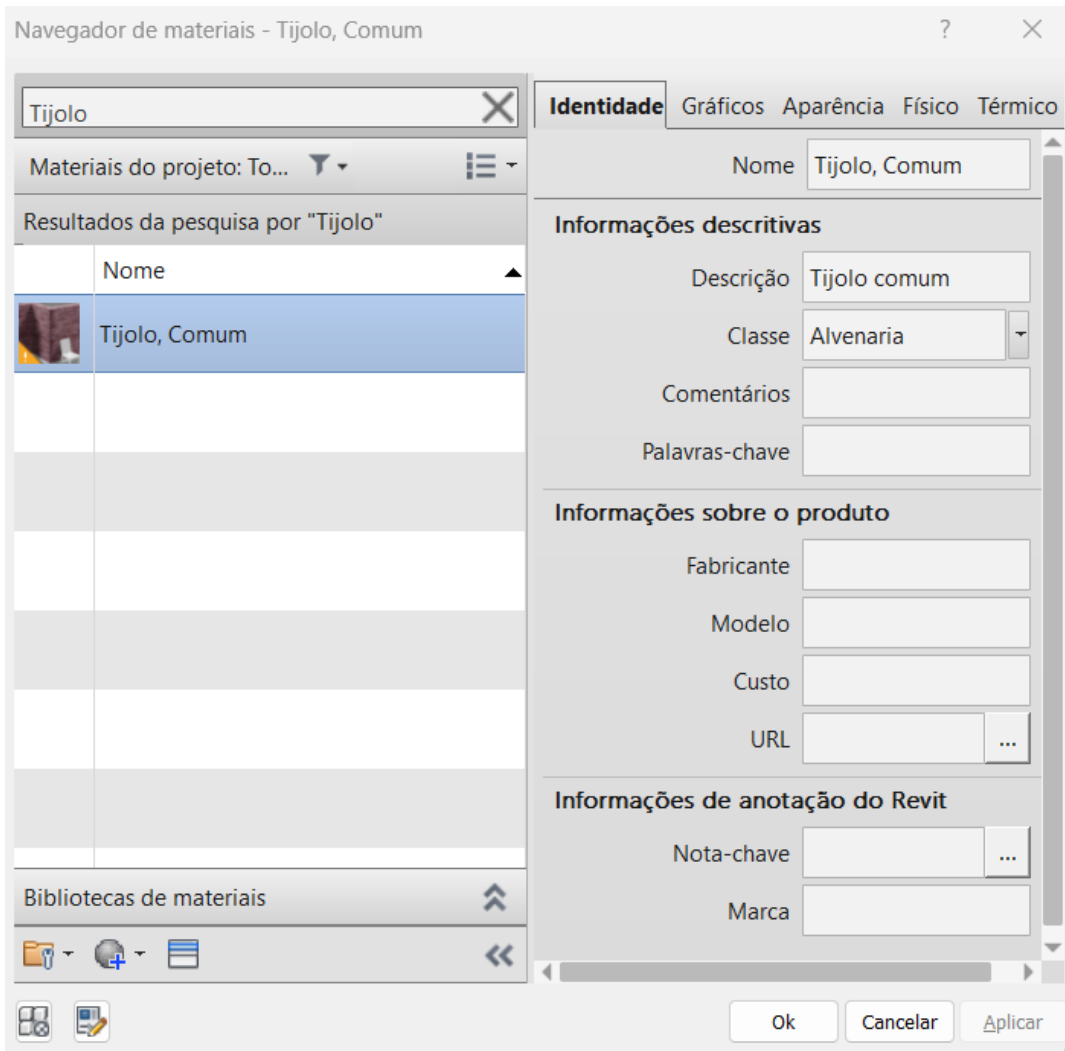 Navegador de materiais - Tijolo, Comum
?
Tijolo
Materiais do projeto: To...
Resultados da pesquisa por "Tijolo"
Nome
Tijolo, Comum
Bibliotecas de materiais
Identidade Gráficos Aparência Físico Térmico
Nome Tijolo, Comum
Informações descritivas
Descrição Tijolo comum
Classe Alvenaria
Comentários
Palavras-chave
Informações sobre o produto
Fabricante
Modelo
Custo
URL ...
Informações de anotação do Revit
Nota-chave ...
Marca
Ok Cancelar Aplicar